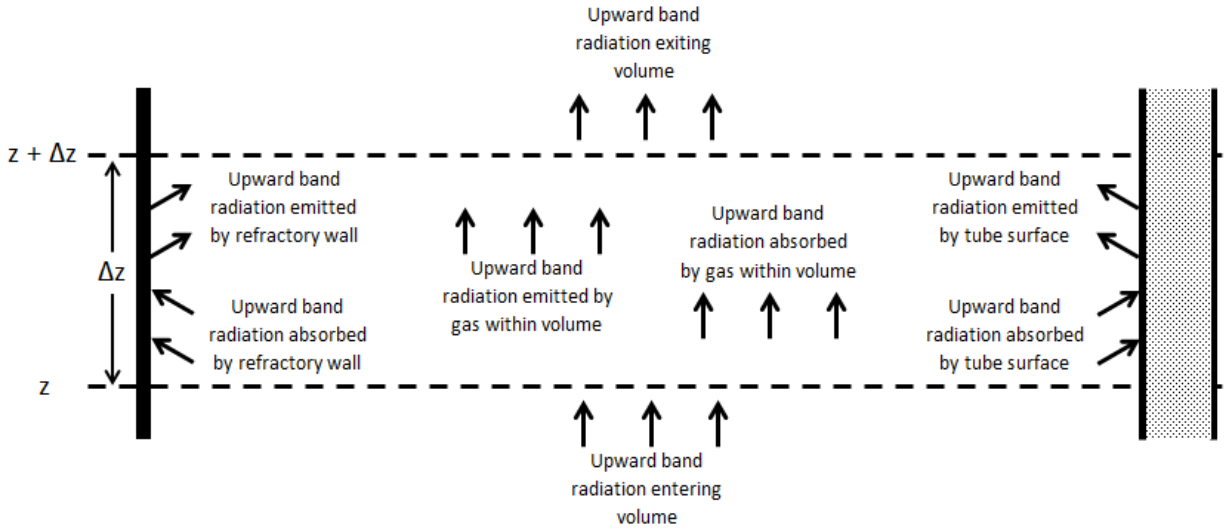 Upward band
radiation exiting
volume
z + Δz
Upward band
radiation emitted
by refractory wall
Upward band
radiation absorbed
by gas within volume
Upward band
radiation emitted
by tube surface
Δz
Upward band
radiation emitted by
gas within volume
Upward band
radiation absorbed
by refractory wall
Upward band
radiation absorbed
by tube surface
z
Upward band
radiation entering
volume